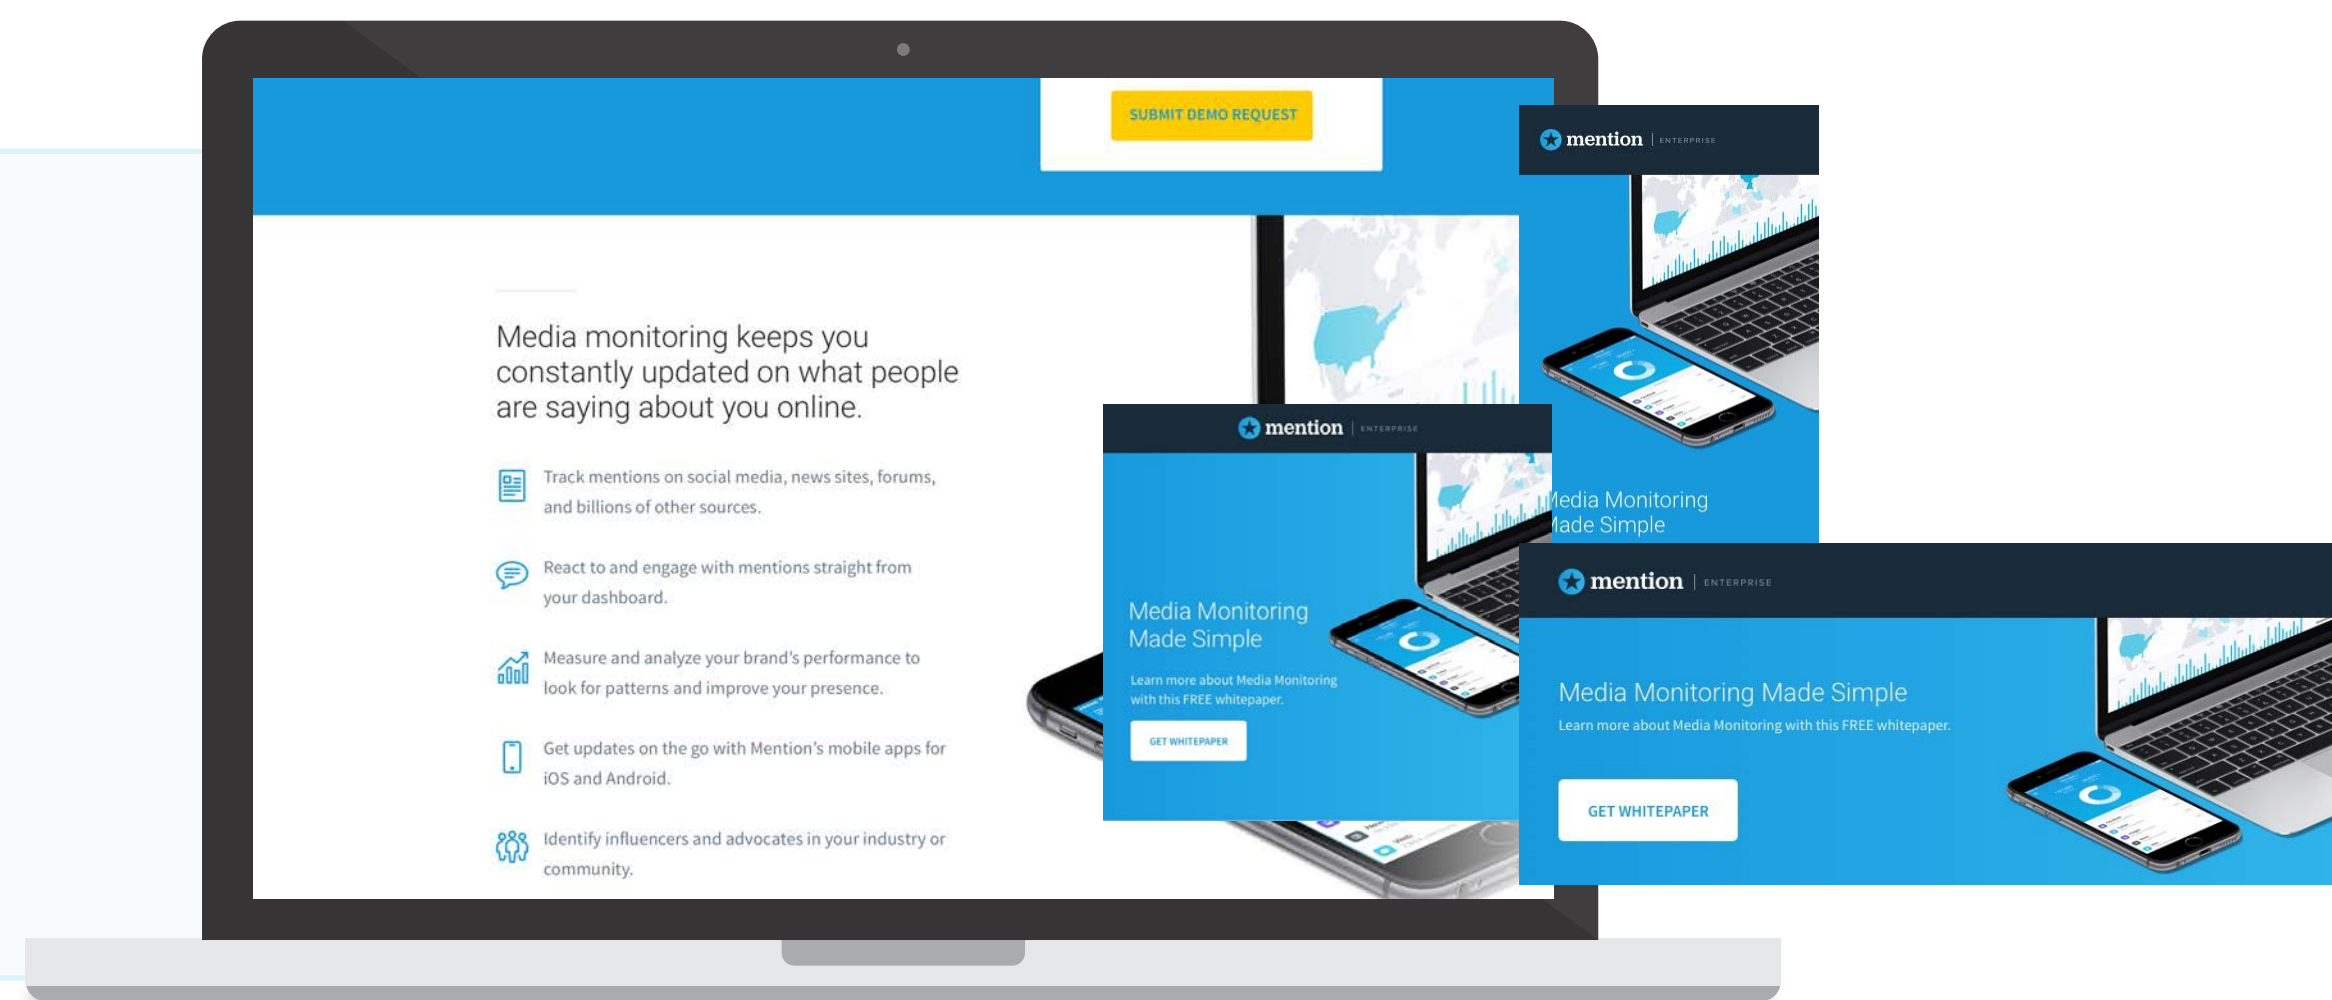 SUBMIT DEMO REQUEST
Media monitoring keeps you
constantly updated on what people
are saying about you online.
Track mentions on social media, news sites, forums,
and billions of other sources.
React to and engage with mentions straight from
your dashboard.
Measure and analyze your brand's performance to
look for patterns and improve your presence.
Get updates on the go with Mention's mobile apps for
iOS and Android.
Identify influencers and advocates in your industry or
community.
mention | ENTERPRISE
Media Monitoring
Made Simple
Learn more about Media Monitoring
with this FREE whitepaper.
GET WHITEPAPER
mention | ENTERPRISE
Media Monitoring
Made Simple
mention | ENTERPRISE
Media Monitoring Made Simple
Learn more about Media Monitoring with this FREE whitepaper.
GET WHITEPAPER